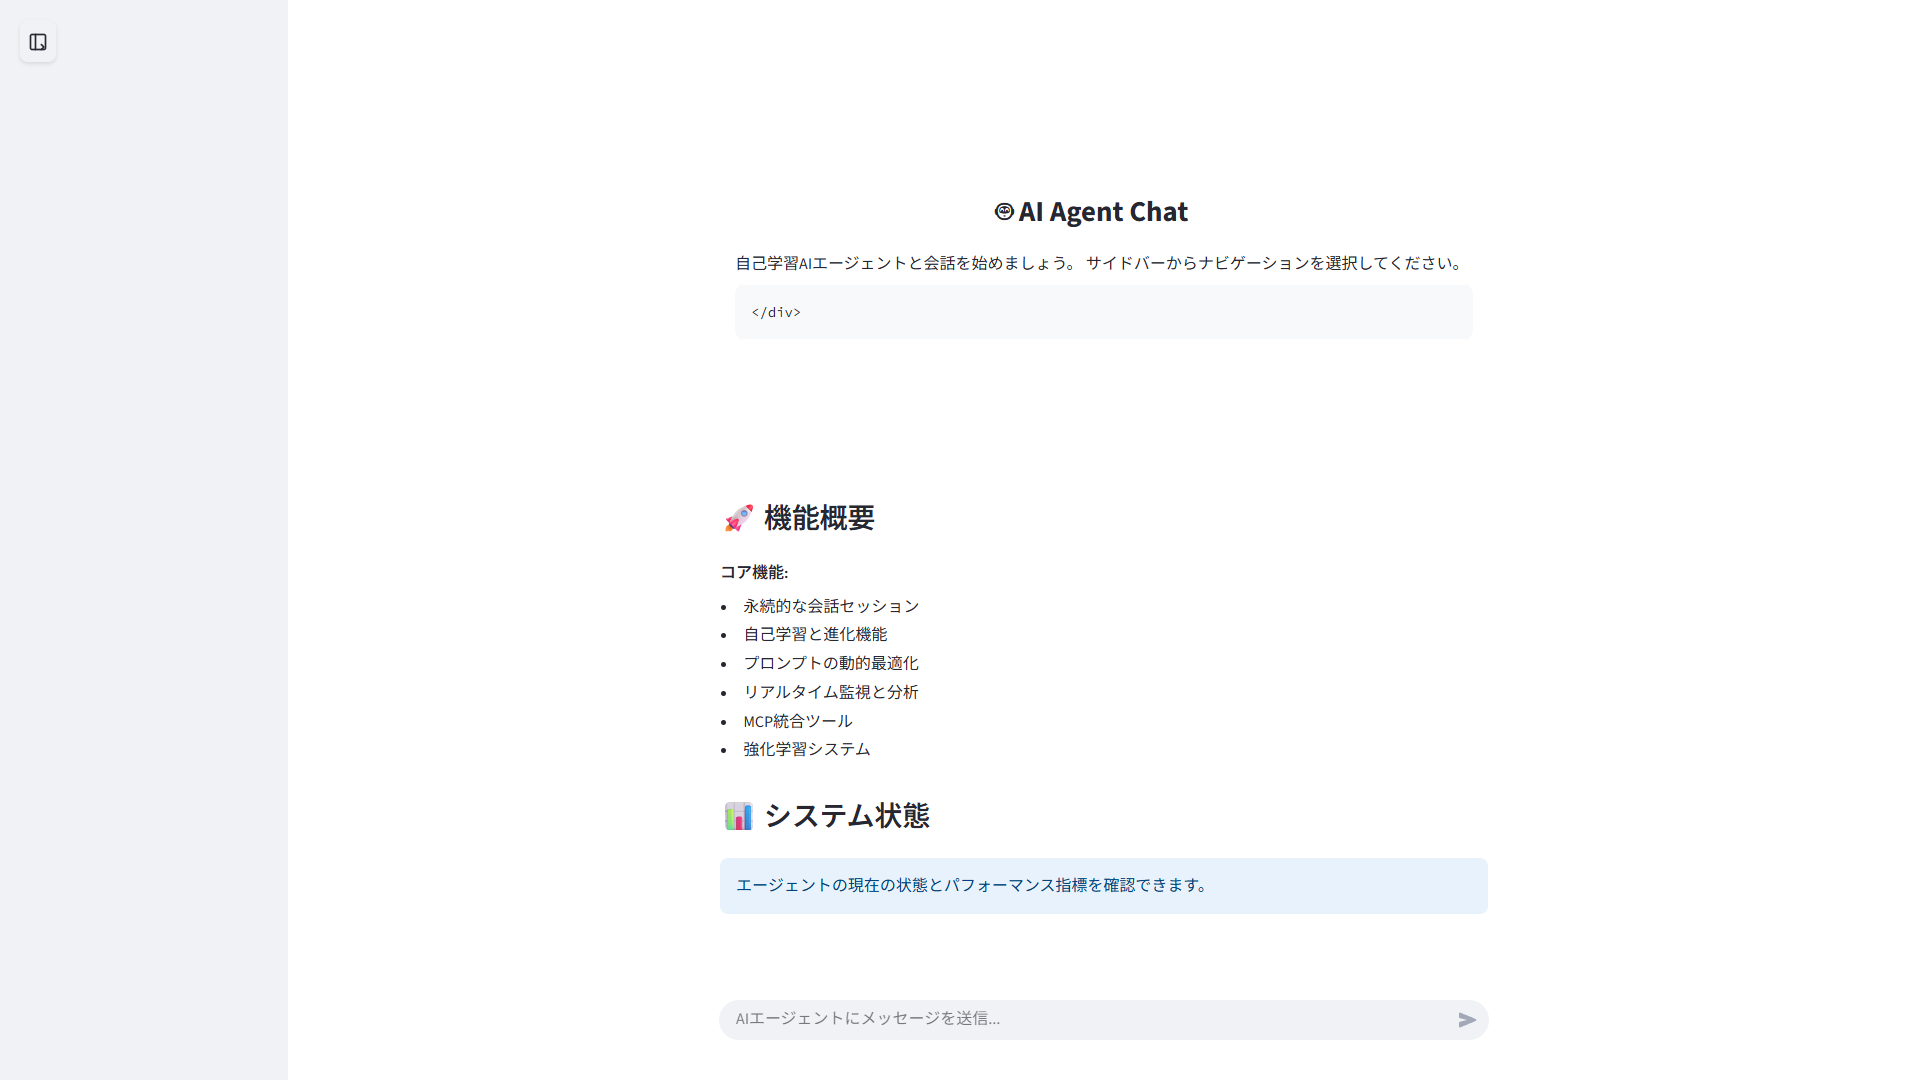 AI Agent Chat
自己学習AIエージェントと会話を始めましょう。 サイドバーからナビゲーションを選択してください。
</div>
🚀 機能概要
コア機能:
• 永続的な会話セッション
• 自己学習と進化機能
• プロンプトの動的最適化
• リアルタイム監視と分析
• MCP統合ツール
• 強化学習システム
📊 システム状態
エージェントの現在の状態とパフォーマンス指標を確認できます。
AIエージェントにメッセージを送信...